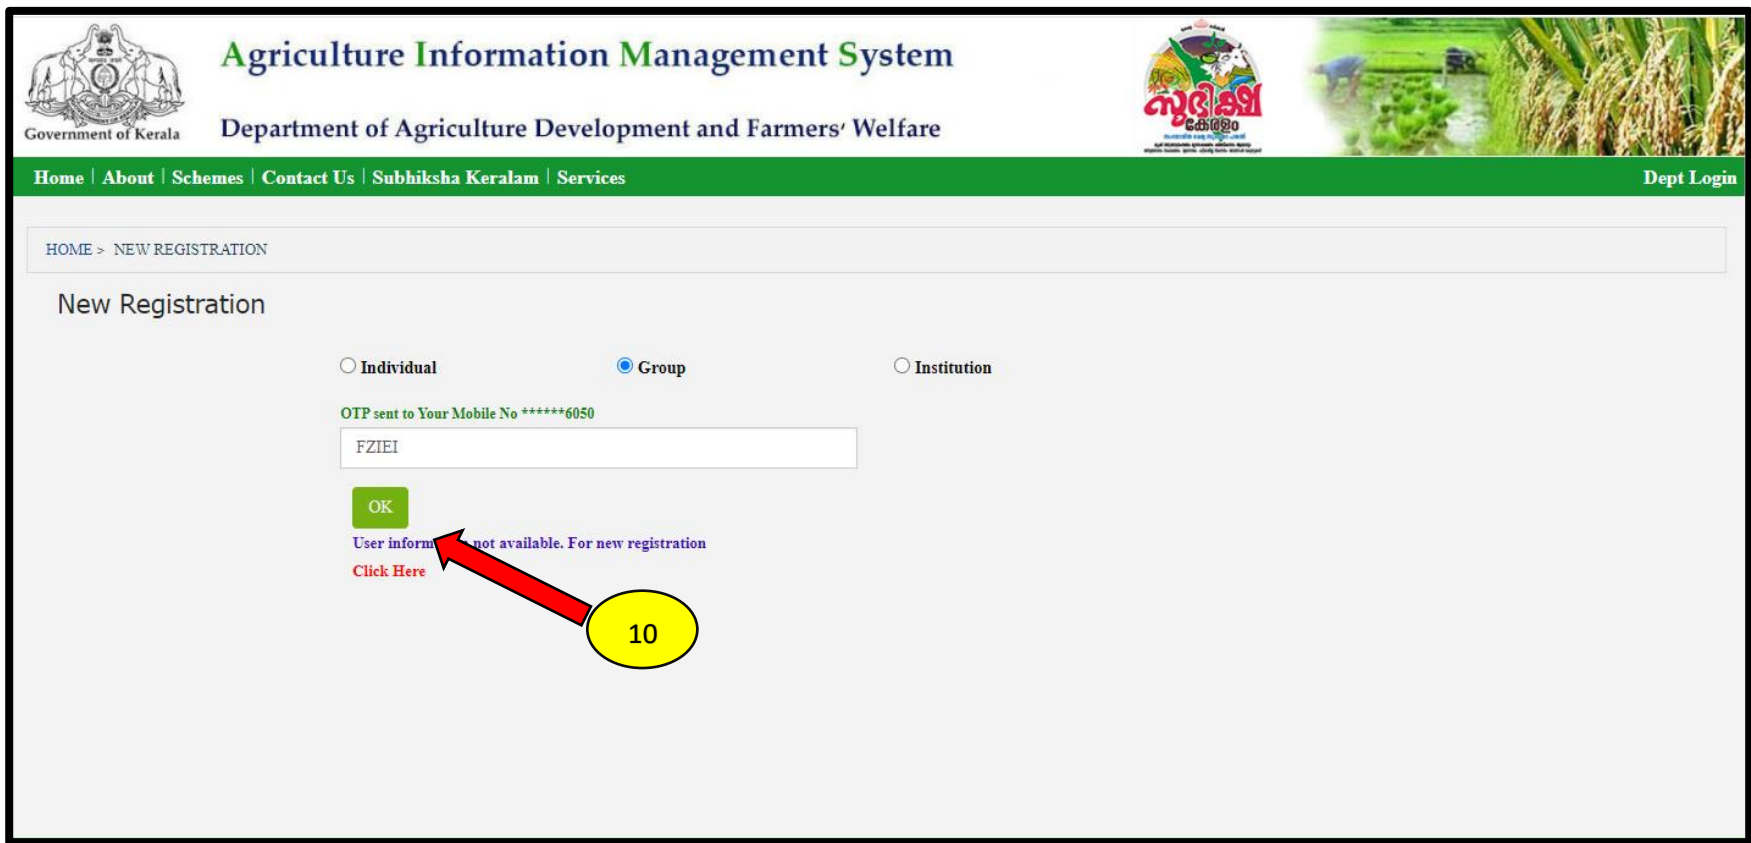 Agriculture Information Management System
Government of Kerala
Department of Agriculture Development and Farmers' Welfare
സുഭിക്ഷ
കേരളം
Home | About | Schemes | Contact Us | Subhiksha Keralam | Services
Dept Login
HOME > NEW REGISTRATION
New Registration
Individual
Group
Institution
OTP sent to Your Mobile No ******6050
FZIEI
OK
User inform not available. For new registration
Click Here
10